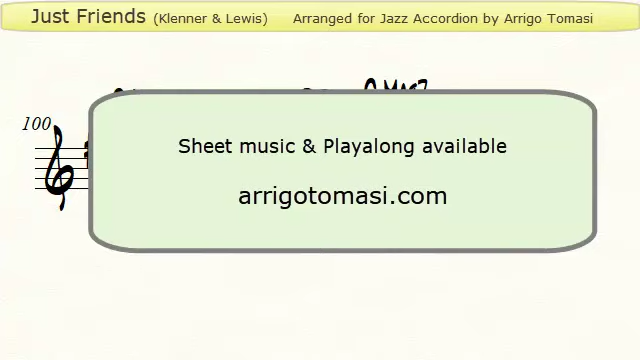 Just Friends (Klenner & Lewis) Arranged for Jazz Accordion by Arrigo Tomasi
100
Sheet music & Playalong available
arrigotomasi.com